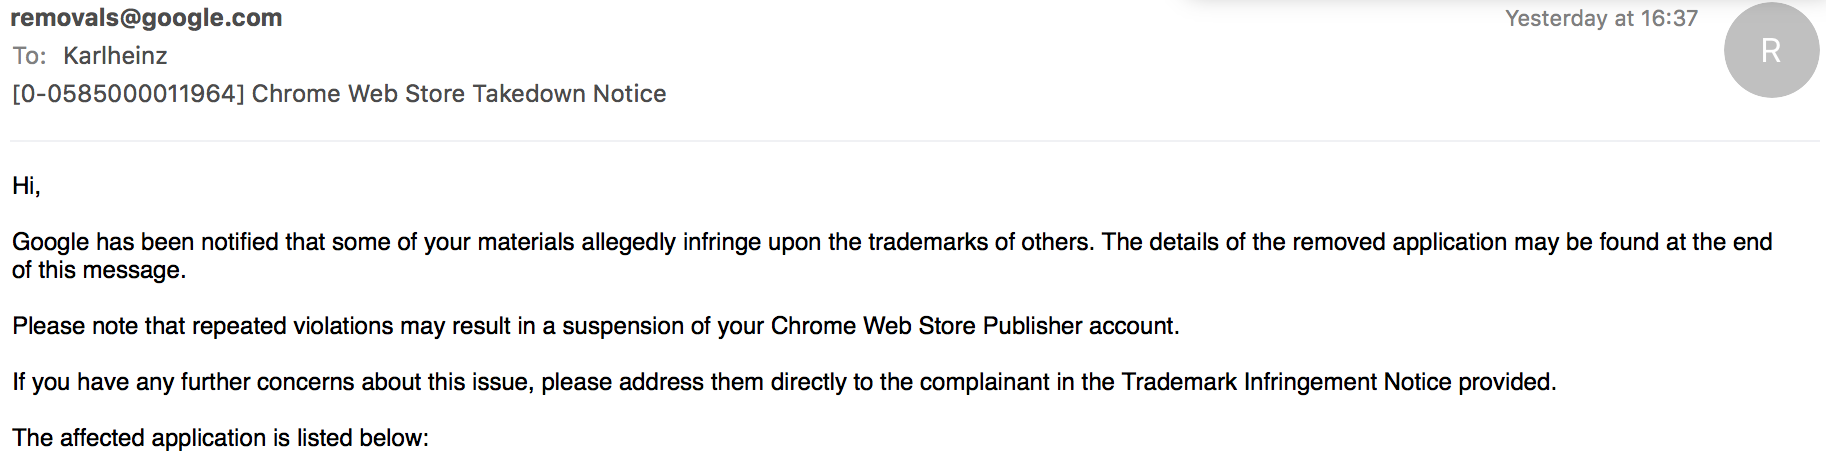 removals@google.com
Yesterday at 16:37
R
To: Karlheinz
[0-0585000011964] Chrome Web Store Takedown Notice
Hi,
Google has been notified that some of your materials allegedly infringe upon the trademarks of others. The details of the removed application may be found at the end
of this message.
Please note that repeated violations may result in a suspension of your Chrome Web Store Publisher account.
If you have any further concerns about this issue, please address them directly to the complainant in the Trademark Infringement Notice provided.
The affected application is listed below: